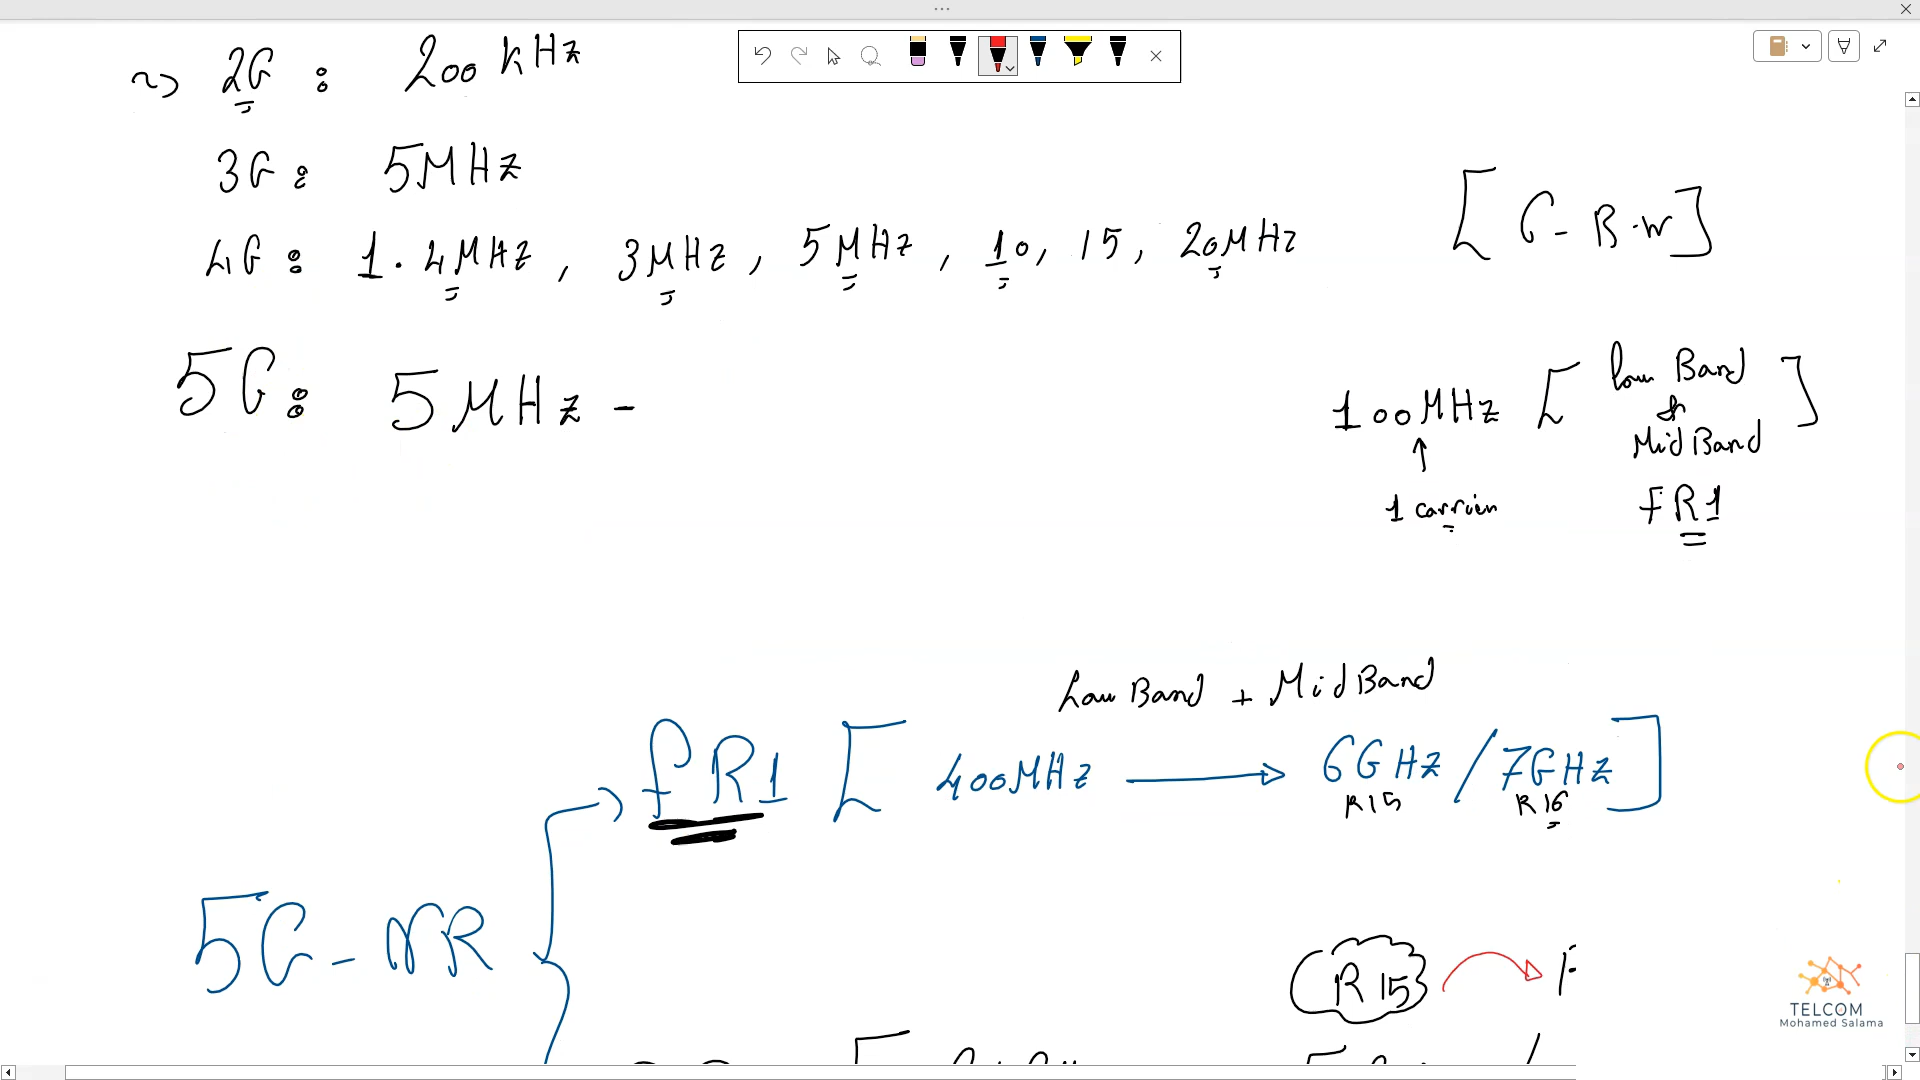 2G : 200 kHz
3G : 5MHz
4G : 1.4MHz, 3MHz, 5MHz, 10, 15, 20MHz
[C-B.W]
5G : 5MHz -
100MHz [Low Band & Mid Band]
1 carrier
FR1
Low Band + Mid Band
FR1 [400MHz → 6GHz / 7GHz]
R15 R16
5G-NR
R15
TELCOM
Mohamed Salama